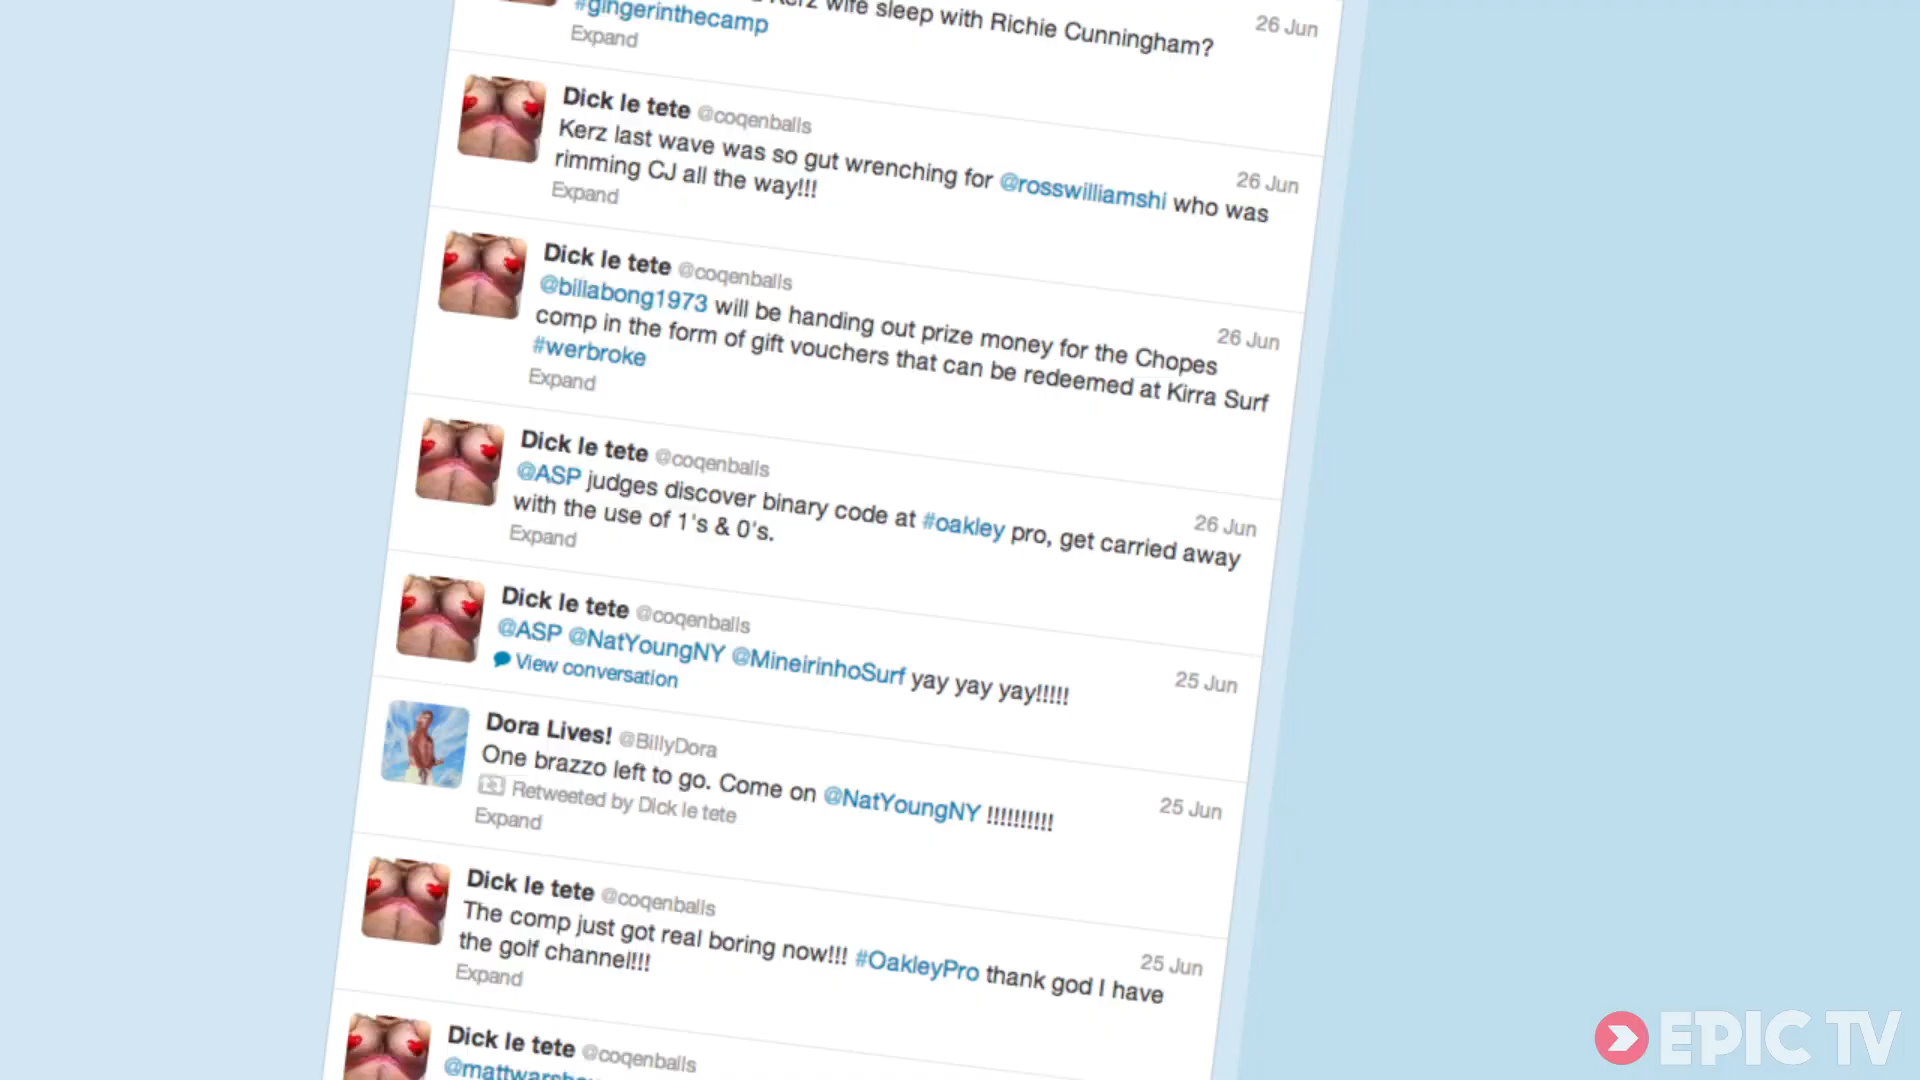 wife sleep with Richie Cunningham?
26 Jun
#gingerinthecamp
Expand
Dick le tete @coqenballs
26 Jun
Kerz last wave was so gut wrenching for @rosswilliamshi who was
rimming CJ all the way!!!
Expand
Dick le tete @coqenballs
26 Jun
@billabong1973 will be handing out prize money for the Chopes
comp in the form of gift vouchers that can be redeemed at Kirra Surf
#werbroke
Expand
Dick le tete @coqenballs
26 Jun
@ASP judges discover binary code at #oakley pro, get carried away
with the use of 1's & 0's.
Expand
Dick le tete @coqenballs
25 Jun
@ASP @NatYoungNY @MineirinhoSurf yay yay yay!!!!!
View conversation
Dora Lives! @BillyDora
25 Jun
One brazzo left to go. Come on @NatYoungNY !!!!!!!!!!
Retweeted by Dick le tete
Expand
Dick le tete @coqenballs
25 Jun
The comp just got real boring now!!! #OakleyPro thank god I have
the golf channel!!!
Expand
Dick le tete @coqenballs
EPIC TV